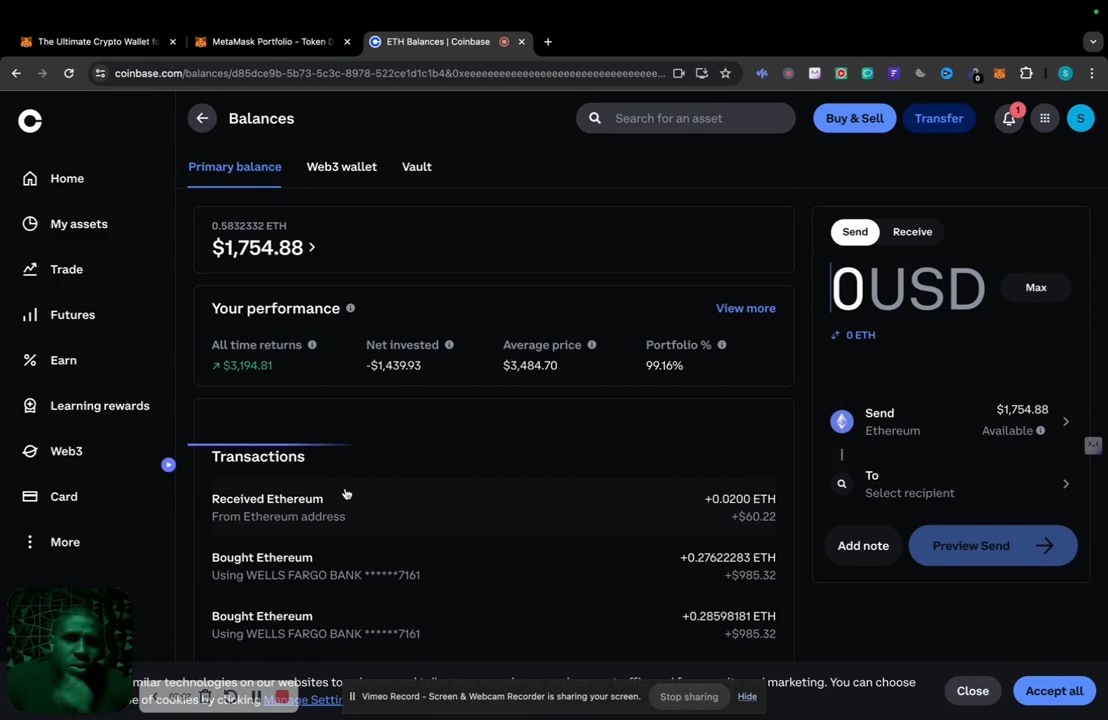 The Ultimate Crypto Wallet fo
MetaMask Portfolio - Token D
ETH Balances | Coinbase
coinbase.com/balances/d85dce9b-5b73-5c3c-8978-522ce1d1c1b4&0xeeeeeeeeeeeeeeeeeeeeeeeeeeeeeeeeeeee...
0
S
Balances
Search for an asset
Buy & Sell
Transfer
1
S
Home
My assets
Trade
Futures
Earn
Learning rewards
Web3
Card
More
Primary balance
Web3 wallet
Vault
0.5832332 ETH
$1,754.88
Your performance
View more
All time returns
Net invested
Average price
Portfolio %
$3,194.81
-$1,439.93
$3,484.70
99.16%
Transactions
Received Ethereum
+0.0200 ETH
From Ethereum address
+$60.22
Bought Ethereum
+0.27622283 ETH
Using WELLS FARGO BANK ******7161
+$985.32
Bought Ethereum
+0.28598181 ETH
Using WELLS FARGO BANK ******7161
+$985.32
Send
Receive
0USD
Max
0 ETH
Send
$1,754.88
Ethereum
Available
To
Select recipient
Add note
Preview Send
milar technologies on our websites
marketing. You can choose
e of cookies by clicking Manage Setti
Vimeo Record - Screen & Webcam Recorder is sharing your screen.
Stop sharing
Hide
Close
Accept all